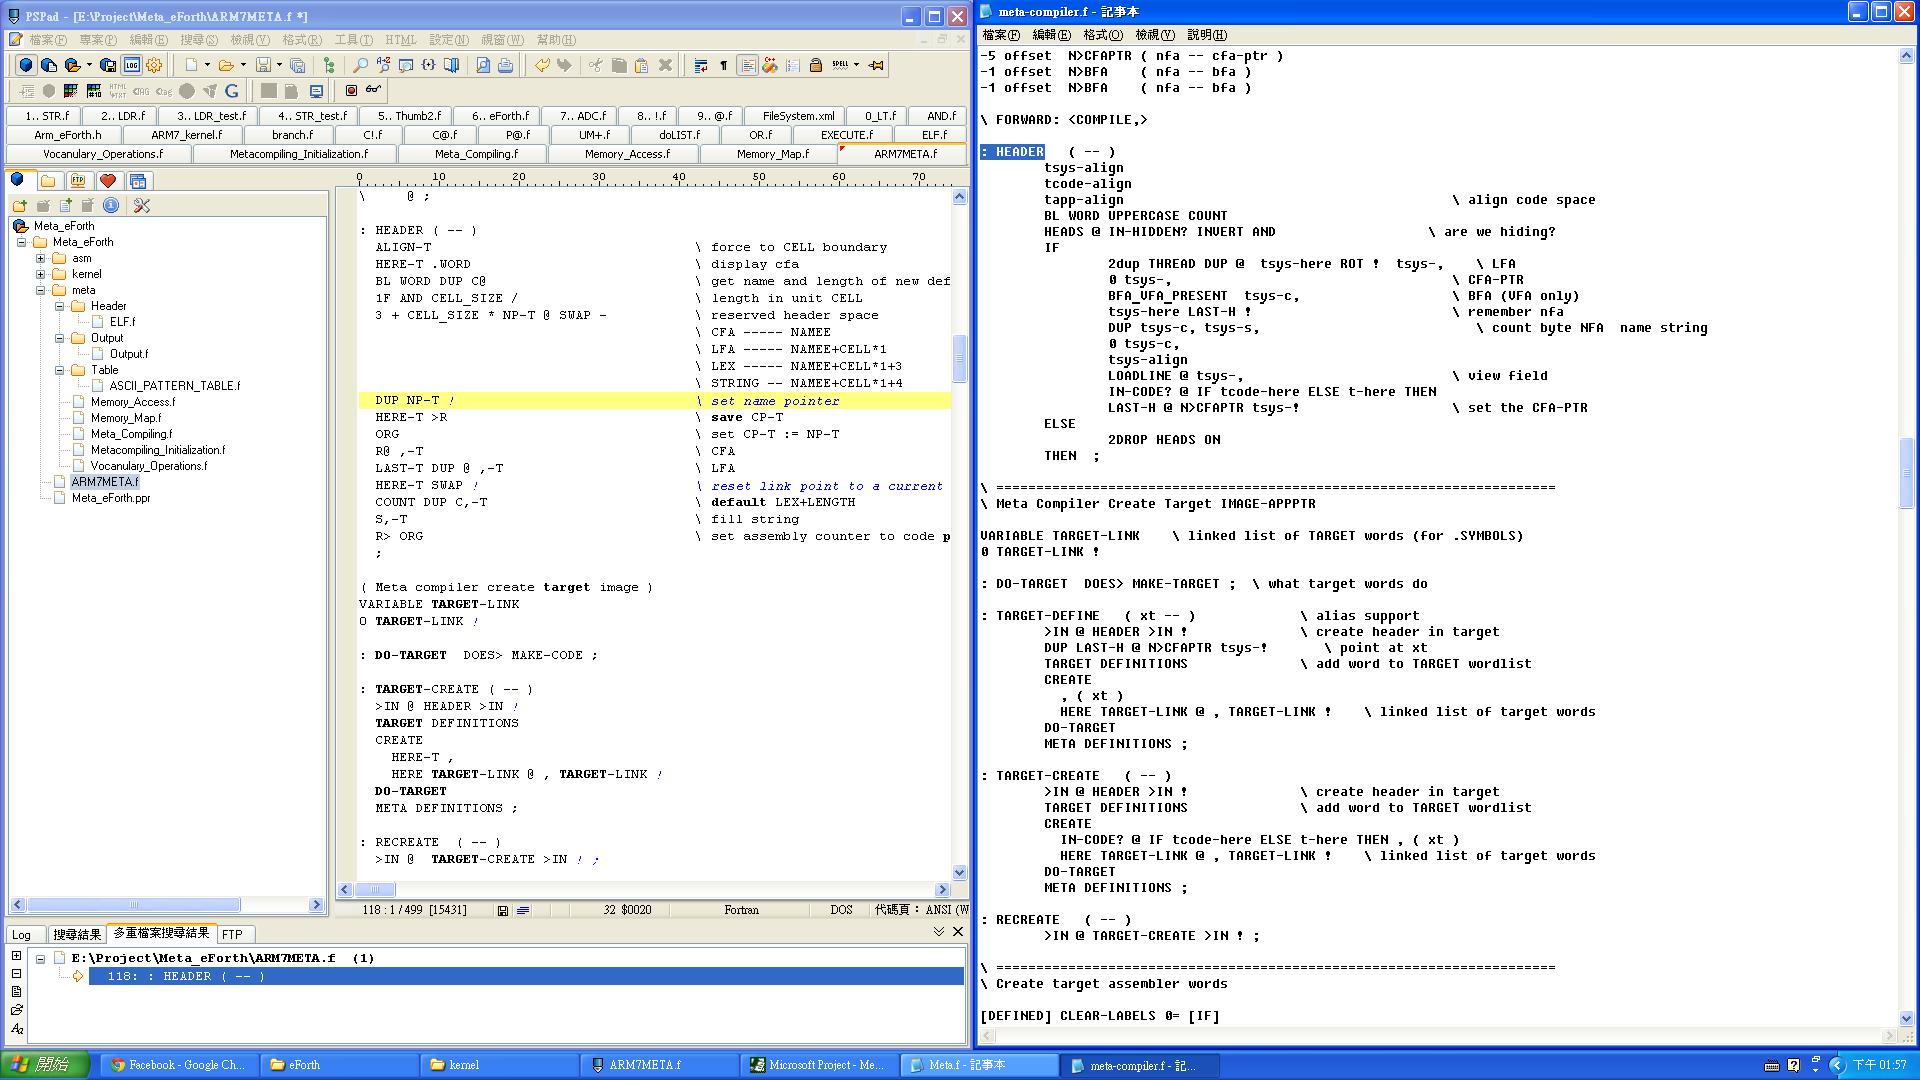 PSPad - [E:\Project\Meta_eForth\ARM7META.f *]
檔案(F) 專案(P) 編輯(E) 搜尋(S) 檢視(V) 格式(R) 工具(T) HTML 設定(N) 視窗(W) 幫助(H)
1.. STR.f 2.. LDR.f 3.. LDR_test.f 4.. STR_test.f 5.. Thumb2.f 6.. eForth.f 7.. ADC.f 8.. !.f 9.. @.f FileSystem.xml 0_LT.f AND.f
Arm_eForth.h ARM7_kernel.f branch.f C!.f C@.f P@.f UM+.f doLIST.f OR.f EXECUTE.f ELF.f
Vocanulary_Operations.f Metacompiling_Initialization.f Meta_Compiling.f Memory_Access.f Memory_Map.f ARM7META.f
Meta_eForth
Meta_eForth
asm
kernel
meta
Header
ELF.f
Output
Output.f
Table
ASCII_PATTERN_TABLE.f
Memory_Access.f
Memory_Map.f
Meta_Compiling.f
Metacompiling_Initialization.f
Vocanulary_Operations.f
ARM7META.f
Meta_eForth.ppr
0 10 20 30 40 50 60 70
\ @ ;
: HEADER ( -- )
ALIGN-T \ force to CELL boundary
HERE-T .WORD \ display cfa
BL WORD DUP C@ \ get name and length of new def
1F AND CELL_SIZE / \ length in unit CELL
3 + CELL_SIZE * NP-T @ SWAP - \ reserved header space
\ CFA ----- NAMEE
\ LFA ----- NAMEE+CELL*1
\ LEX ----- NAMEE+CELL*1+3
\ STRING -- NAMEE+CELL*1+4
DUP NP-T ! \ set name pointer
HERE-T >R \ save CP-T
ORG \ set CP-T := NP-T
R@ ,-T \ CFA
LAST-T DUP @ ,-T \ LFA
HERE-T SWAP ! \ reset link point to a current
COUNT DUP C,-T \ default LEX+LENGTH
S,-T \ fill string
R> ORG \ set assembly counter to code p
;
( Meta compiler create target image )
VARIABLE TARGET-LINK
0 TARGET-LINK !
: DO-TARGET DOES> MAKE-CODE ;
: TARGET-CREATE ( -- )
>IN @ HEADER >IN !
TARGET DEFINITIONS
CREATE
HERE-T ,
HERE TARGET-LINK @ , TARGET-LINK !
DO-TARGET
META DEFINITIONS ;
: RECREATE ( -- )
>IN @ TARGET-CREATE >IN ! ;
118 : 1 / 499 [15431] 32 $0020 Fortran DOS 代碼頁： ANSI (W
Log 搜尋結果 多重檔案搜尋結果 FTP
E:\Project\Meta_eForth\ARM7META.f (1)
118: : HEADER ( -- )
meta-compiler.f - 記事本
檔案(F) 編輯(E) 格式(O) 檢視(V) 說明(H)
-5 offset N>CFAPTR ( nfa -- cfa-ptr )
-1 offset N>BFA ( nfa -- bfa )
-1 offset N>BFA ( nfa -- bfa )
\ FORWARD: <COMPILE,>
: HEADER ( -- )
tsys-align
tcode-align
tapp-align \ align code space
BL WORD UPPERCASE COUNT
HEADS @ IN-HIDDEN? INVERT AND \ are we hiding?
IF
2dup THREAD DUP @ tsys-here ROT ! tsys-, \ LFA
0 tsys-, \ CFA-PTR
BFA_VFA_PRESENT tsys-c, \ BFA (VFA only)
tsys-here LAST-H ! \ remember nfa
DUP tsys-c, tsys-s, \ count byte NFA name string
0 tsys-c,
tsys-align
LOADLINE @ tsys-, \ view field
IN-CODE? @ IF tcode-here ELSE t-here THEN
LAST-H @ N>CFAPTR tsys-! \ set the CFA-PTR
ELSE
2DROP HEADS ON
THEN ;
\ ======================================================================
\ Meta Compiler Create Target IMAGE-APPPTR
VARIABLE TARGET-LINK \ linked list of TARGET words (for .SYMBOLS)
0 TARGET-LINK !
: DO-TARGET DOES> MAKE-TARGET ; \ what target words do
: TARGET-DEFINE ( xt -- ) \ alias support
>IN @ HEADER >IN ! \ create header in target
DUP LAST-H @ N>CFAPTR tsys-! \ point at xt
TARGET DEFINITIONS \ add word to TARGET wordlist
CREATE
, ( xt )
HERE TARGET-LINK @ , TARGET-LINK ! \ linked list of target words
DO-TARGET
META DEFINITIONS ;
: TARGET-CREATE ( -- )
>IN @ HEADER >IN ! \ create header in target
TARGET DEFINITIONS \ add word to TARGET wordlist
CREATE
IN-CODE? @ IF tcode-here ELSE t-here THEN , ( xt )
HERE TARGET-LINK @ , TARGET-LINK ! \ linked list of target words
DO-TARGET
META DEFINITIONS ;
: RECREATE ( -- )
>IN @ TARGET-CREATE >IN ! ;
\ ======================================================================
\ Create target assembler words
[DEFINED] CLEAR-LABELS 0= [IF]
開始 Facebook - Google Ch... eForth kernel ARM7META.f Microsoft Project - Me... Meta.f - 記事本 meta-compiler.f - 記... 下午 01:57